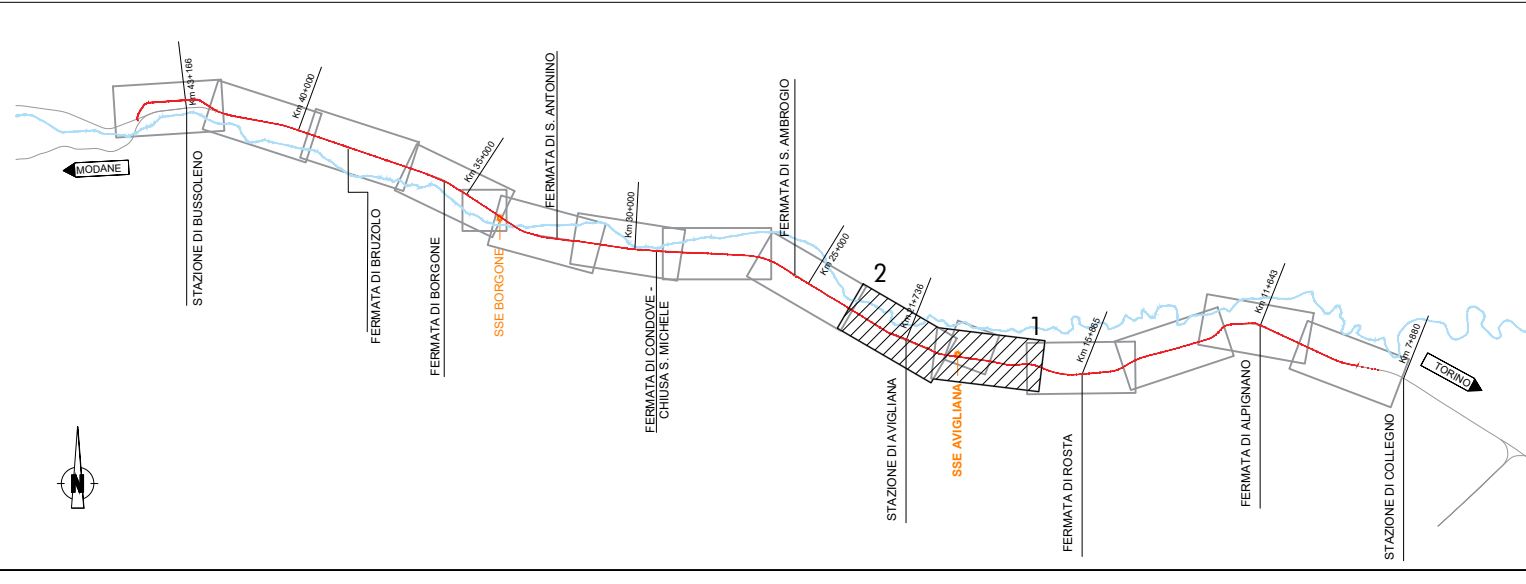 MODANE
Km 43+166
STAZIONE DI BUSSOLENO
Km 40+000
FERMATA DI BRUZOLO
FERMATA DI BORGONE
Km 35+000
SSE BORGONE
FERMATA DI S. ANTONINO
Km 30+000
FERMATA DI CONDOVE -
CHIUSA S. MICHELE
FERMATA DI S. AMBROGIO
Km 25+000
2
Km 21+736
STAZIONE DI AVIGLIANA
SSE AVIGLIANA
1
Km 15+865
FERMATA DI ROSTA
Km 11+643
FERMATA DI ALPIGNANO
Km 7+880
STAZIONE DI COLLEGNO
TORINO
N